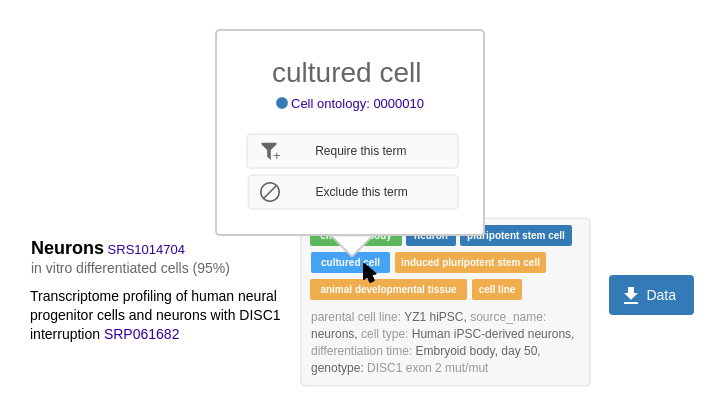 cultured cell
Cell ontology: 0000010
Require this term
Exclude this term
neuron pluripotent stem cell
cultured cell induced pluripotent stem cell
animal developmental tissue cell line
parental cell line: YZ1 hiPSC, source_name:
neurons, cell type: Human iPSC-derived neurons,
differentiation time: Embryoid body, day 50,
genotype: DISC1 exon 2 mut/mut
Neurons SRS1014704
in vitro differentiated cells (95%)
Transcriptome profiling of human neural
progenitor cells and neurons with DISC1
interruption SRP061682
Data